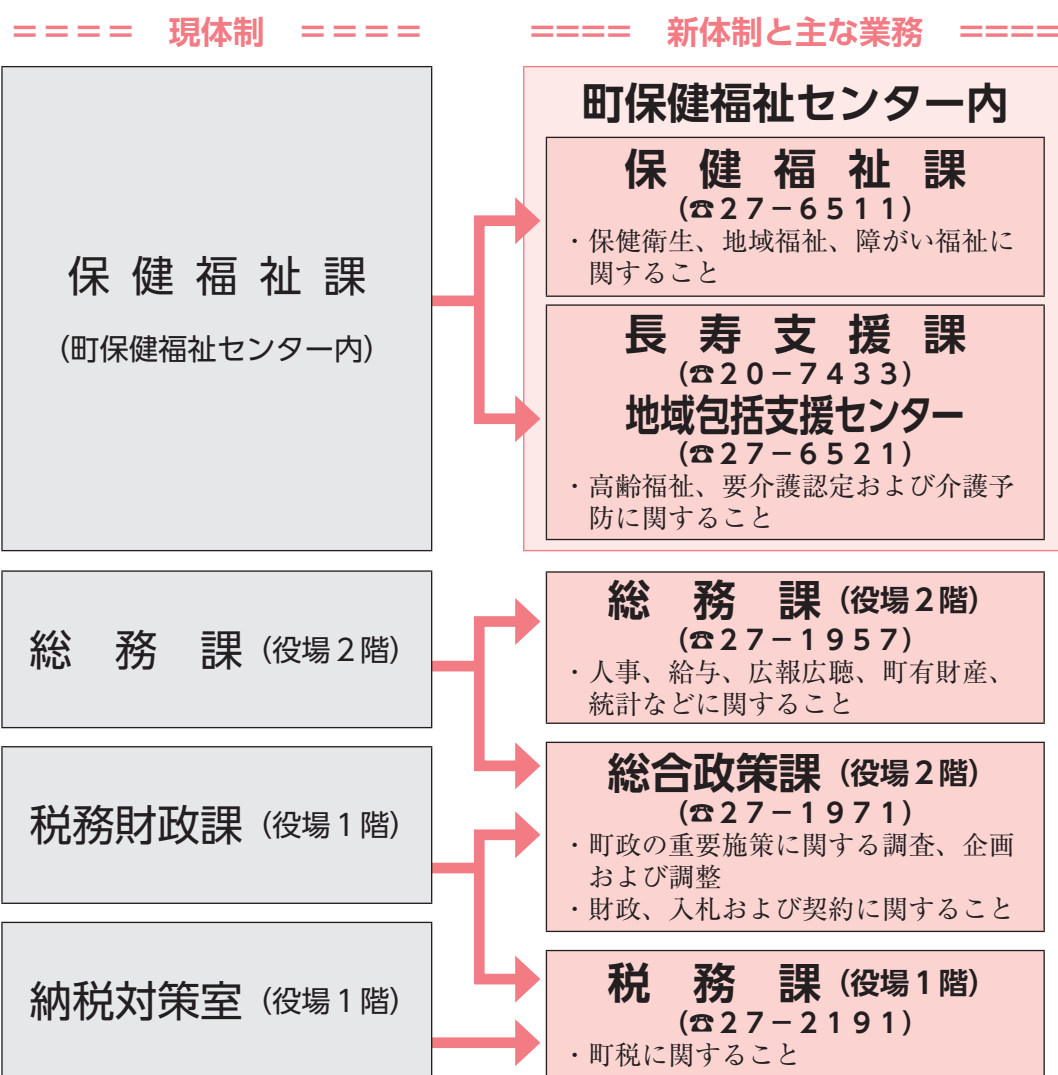 ＝＝＝＝　現体制　＝＝＝＝
保健福祉課
（町保健福祉センター内）
総務課（役場２階）
税務財政課（役場１階）
納税対策室（役場１階）
＝＝＝＝　新体制と主な業務　＝＝＝＝
町保健福祉センター内
保健福祉課
（☎２７－６５１１）
・保健衛生、地域福祉、障がい福祉に
関すること
長寿支援課
（☎２０－７４３３）
地域包括支援センター
（☎２７－６５２１）
・高齢福祉、要介護認定および介護予
防に関すること
総務課（役場２階）
（☎２７－１９５７）
・人事、給与、広報広聴、町有財産、
統計などに関すること
総合政策課（役場２階）
（☎２７－１９７１）
・町政の重要施策に関する調査、企画
および調整
・財政、入札および契約に関すること
税務課（役場１階）
（☎２７－２１９１）
・町税に関すること